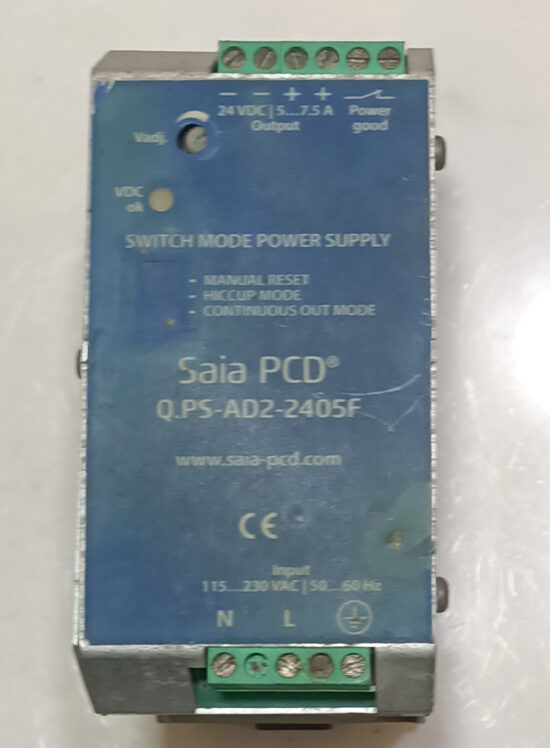 − − + +
24 VDC | 5....7.5 A Power
Output good
Vadj.
VDC
ok
SWITCH MODE POWER SUPPLY
- MANUAL RESET
- HICCUP MODE
- CONTINUOUS OUT MODE
Saia PCD®
Q.PS-AD2-2405F
www.saia-pcd.com
CE
Input
115....230 VAC | 50....60 Hz
N L